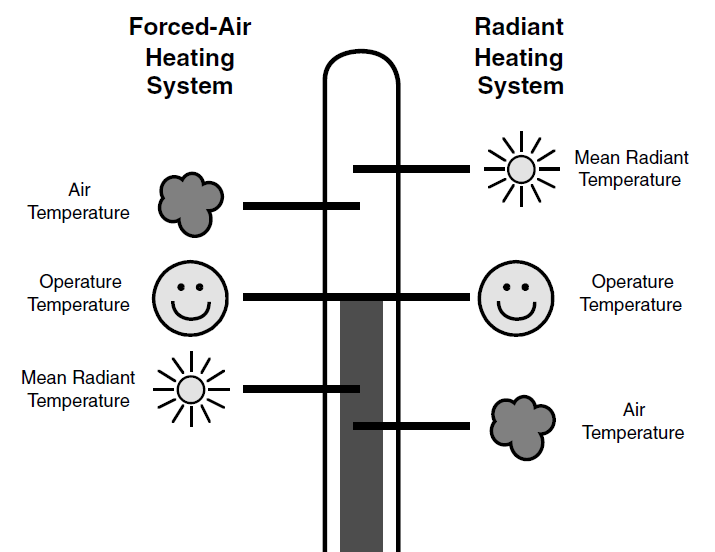 Forced-Air
Heating
System
Radiant
Heating
System
Air
Temperature
Operature
Temperature
Mean Radiant
Temperature
Mean Radiant
Temperature
Operature
Temperature
Air
Temperature